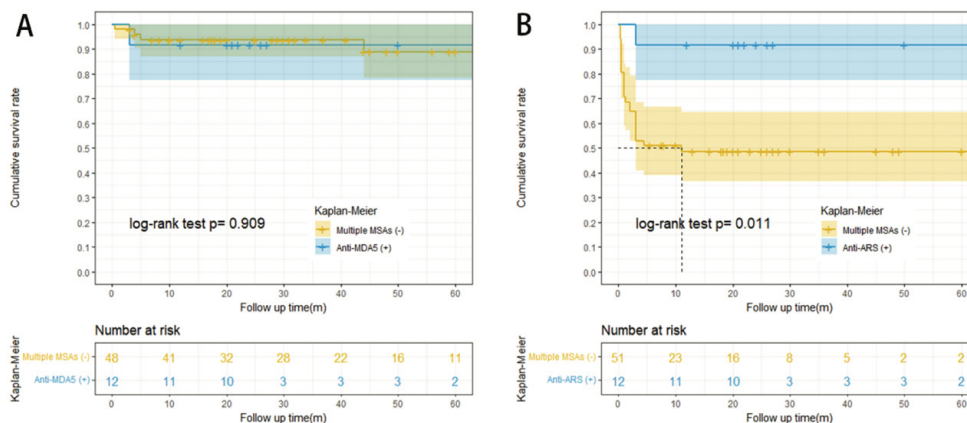 A
1.0
0.9
0.8
0.7
0.6
0.5
0.4
0.3
0.2
0.1
0.0
Cumulative survival rate
log-rank test p= 0.909
Kaplan-Meier
Multiple MSAs (-)
Anti-MDA5 (+)
0 10 20 30 40 50 60
Follow up time(m)
Number at risk
Kaplan-Meier
Multiple MSAs (-) 48 41 32 28 22 16 11
Anti-MDA5 (+) 12 11 10 3 3 3 2
0 10 20 30 40 50 60
Follow up time(m)
B
1.0
0.9
0.8
0.7
0.6
0.5
0.4
0.3
0.2
0.1
0.0
Cumulative survival rate
log-rank test p= 0.011
Kaplan-Meier
Multiple MSAs (-)
Anti-ARS (+)
0 10 20 30 40 50 60
Follow up time(m)
Number at risk
Kaplan-Meier
Multiple MSAs (-) 51 23 16 8 5 2 2
Anti-ARS (+) 12 11 10 3 3 3 2
0 10 20 30 40 50 60
Follow up time(m)